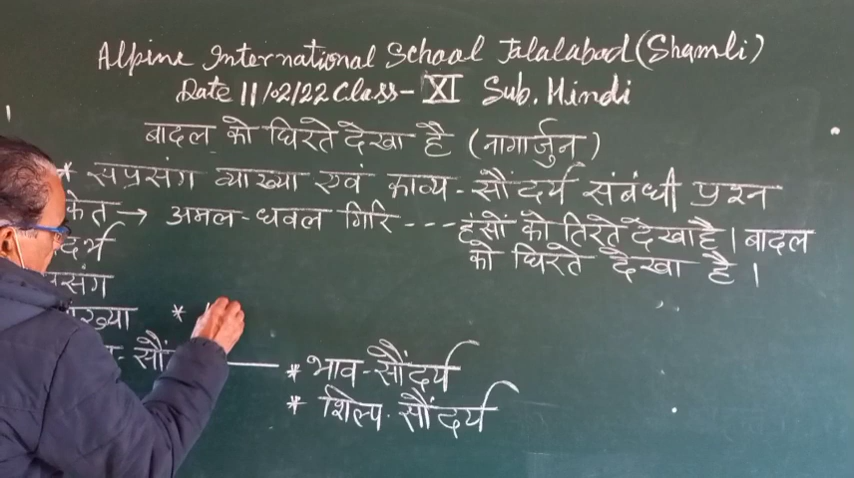 Alpine International School Jalalabad (Shamli)
Date 11/02/22 Class- XI Sub. Hindi
बादल को घिरते देखा है (नागार्जुन)
* सप्रसंग व्याख्या एवं काव्य-सौंदर्य संबंधी प्रश्न
→ अमल-धवल गिरि --- हंसों को तिरते देखा है। बादल
को घिरते देखा है।
*
* भाव-सौंदर्य
* शिल्प-सौंदर्य